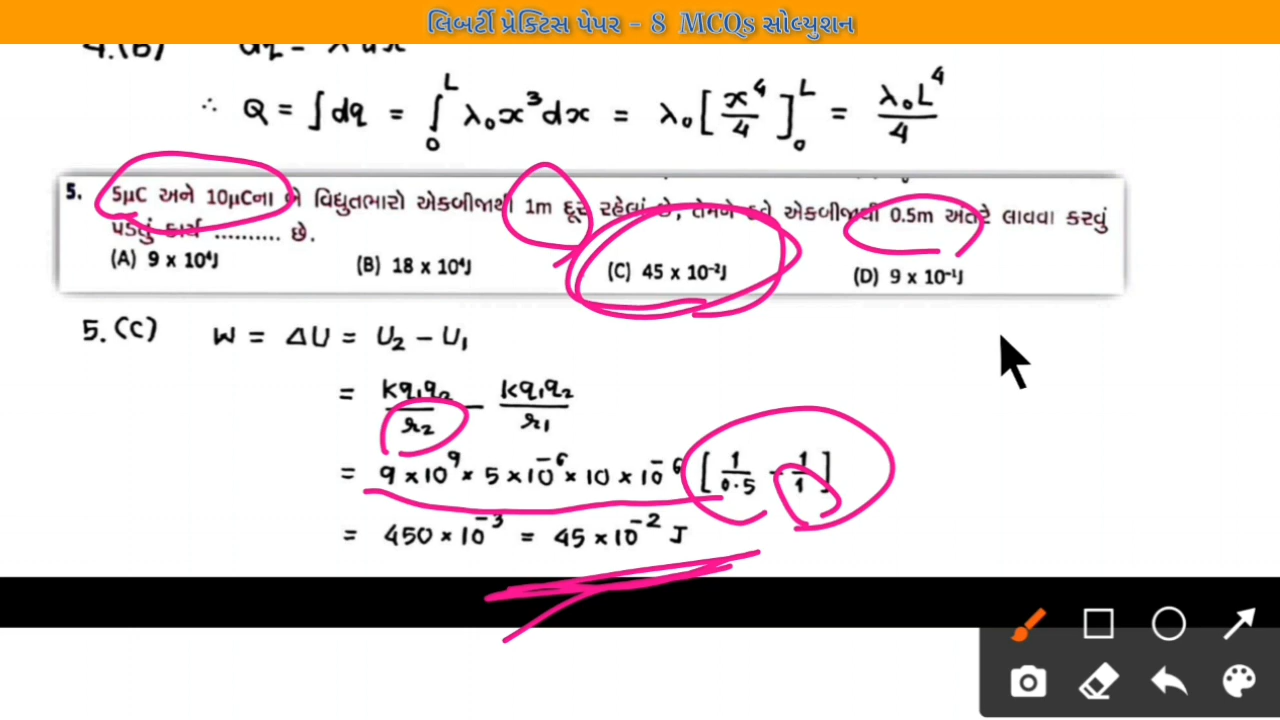 લિબર્ટી પ્રેક્ટિસ પેપર - 8 MCQs સોલ્યુશન
4.(B) dq = λ dx
∴ Q = ∫dq = ∫₀ᴸ λ₀x³dx = λ₀[x⁴/4]₀ᴸ = λ₀L⁴/4
5. 5µC અને 10µCના બે વિદ્યુતભારો એકબીજાથી 1m દૂર રહેલાં છે, તેમને એકબીજાથી 0.5m અંતરે લાવવા કરવું
પડતું કાર્ય .......... છે.
(A) 9 x 10⁴J (B) 18 x 10⁴J (C) 45 x 10⁻²J (D) 9 x 10⁻¹J
5.(C) W = ΔU = U₂ - U₁
= kq₁q₂/r₂ - kq₁q₂/r₁
= 9 × 10⁹ × 5 × 10⁻⁶ × 10 × 10⁻⁶ [1/0.5 - 1/1]
= 450 × 10⁻³ = 45 × 10⁻² J